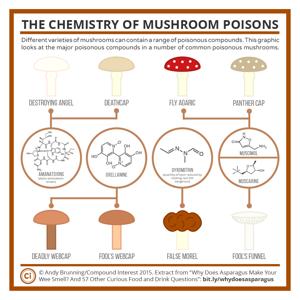 THE CHEMISTRY OF MUSHROOM POISONS
Different varieties of mushrooms can contain a range of poisonous compounds. This graphic
looks at the major poisonous compounds in a number of common poisonous mushrooms.
DESTROYING ANGEL
DEATHCAP
FLY AGARIC
PANTHER CAP
AMANATOXINS
ORELLANINE
GYROMITRIN
MUSCIMOL
MUSCARINE
DEADLY WEBCAP
FOOL'S WEBCAP
FALSE MOREL
FOOL'S FUNNEL
Ci
© Andy Brunning/Compound Interest 2015. Extract from "Why Does Asparagus Make Your
Wee Smell? And 57 Other Curious Food and Drink Questions": bit.ly/whydoesasparagus